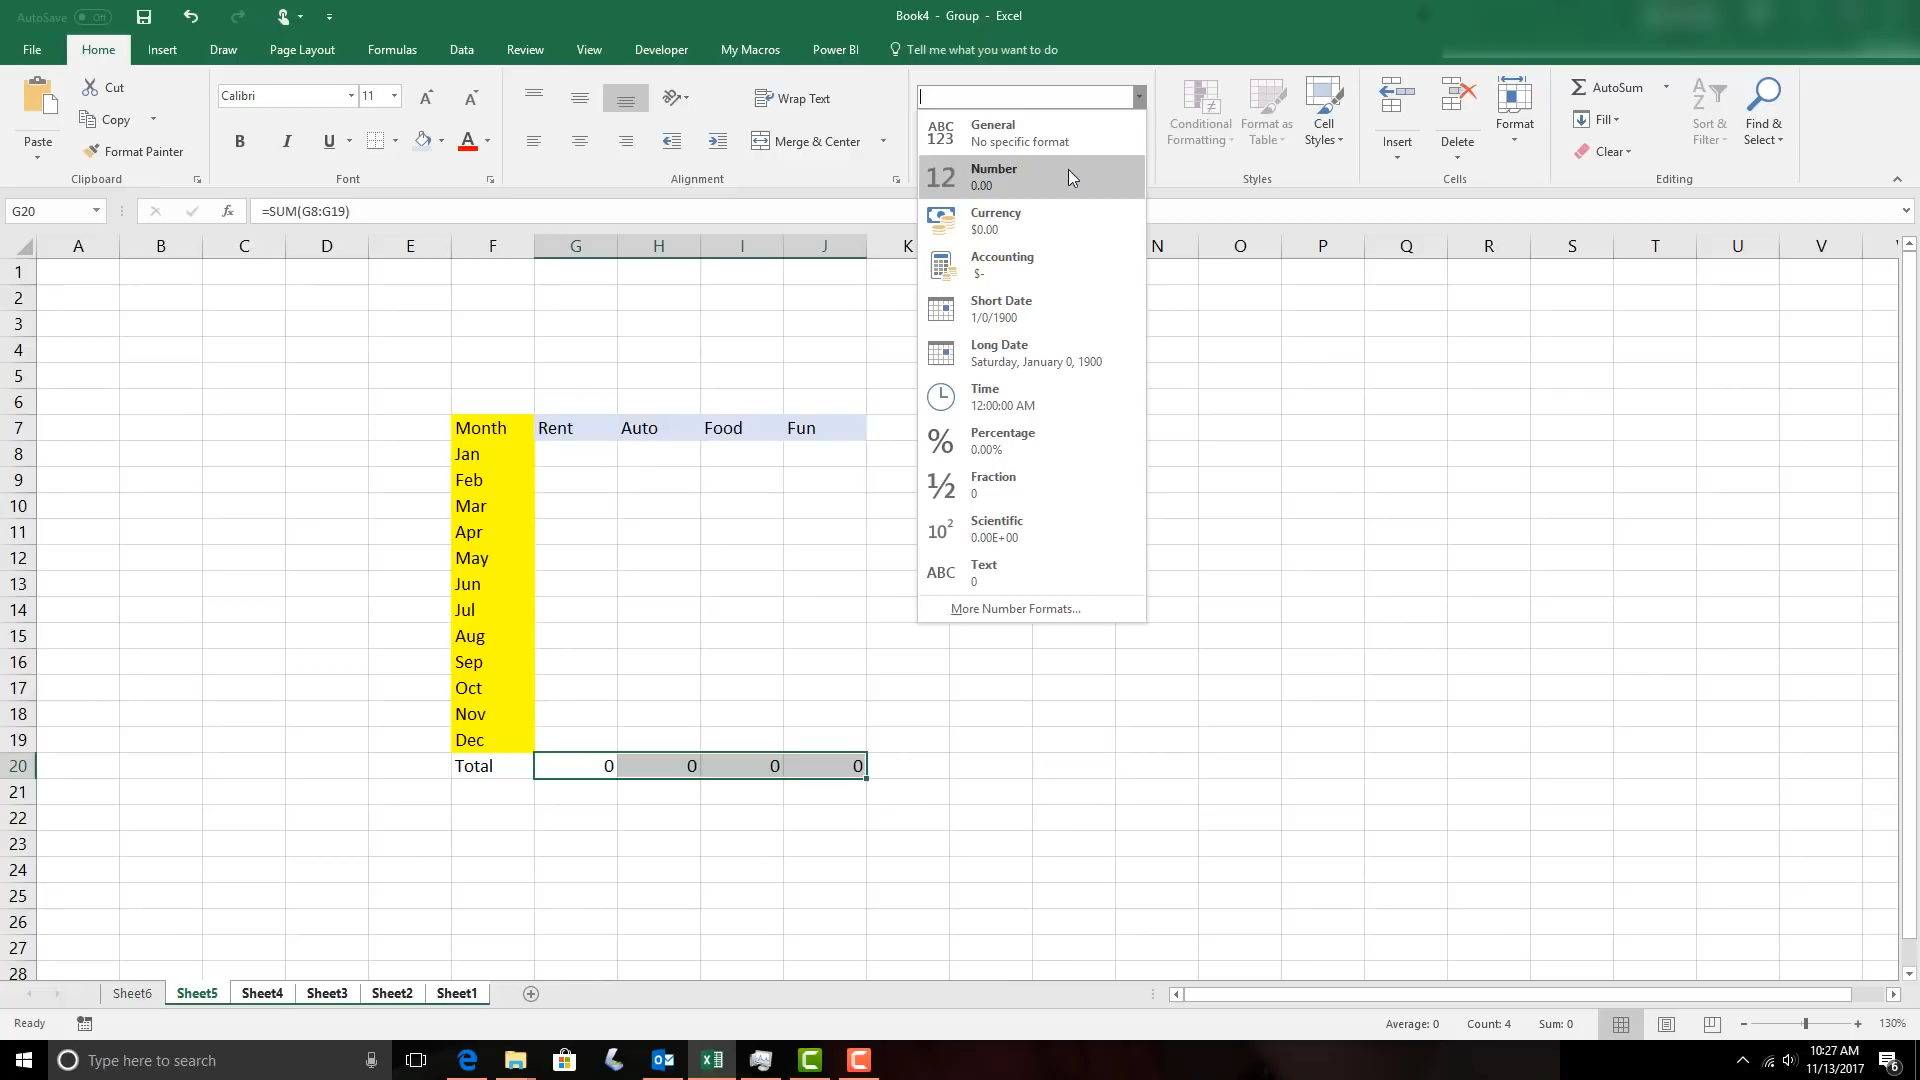 AutoSave Off
Book4 - Group - Excel
File Home Insert Draw Page Layout Formulas Data Review View Developer My Macros Power BI Tell me what you want to do
Paste
Cut
Copy
Format Painter
Clipboard
Calibri 11
B I U
Font
Wrap Text
Merge & Center
Alignment
General
No specific format
Number
0.00
Currency
$0.00
Accounting
$-
Short Date
1/0/1900
Long Date
Saturday, January 0, 1900
Time
12:00:00 AM
Percentage
0.00%
Fraction
0
Scientific
0.00E+00
Text
0
More Number Formats...
ABC
123
12
%
½
10²
ABC
Conditional Formatting
Format as Table
Cell Styles
Styles
Insert
Delete
Format
Cells
AutoSum
Fill
Clear
Sort & Filter
Find & Select
Editing
G20 fx =SUM(G8:G19)
A B C D E F G H I J K N O P Q R S T U V
1
2
3
4
5
6
7 Month Rent Auto Food Fun
8 Jan
9 Feb
10 Mar
11 Apr
12 May
13 Jun
14 Jul
15 Aug
16 Sep
17 Oct
18 Nov
19 Dec
20 Total 0 0 0 0
21
22
23
24
25
26
27
28
Sheet6 Sheet5 Sheet4 Sheet3 Sheet2 Sheet1
Ready Average: 0 Count: 4 Sum: 0 130%
Type here to search
10:27 AM
11/13/2017
6